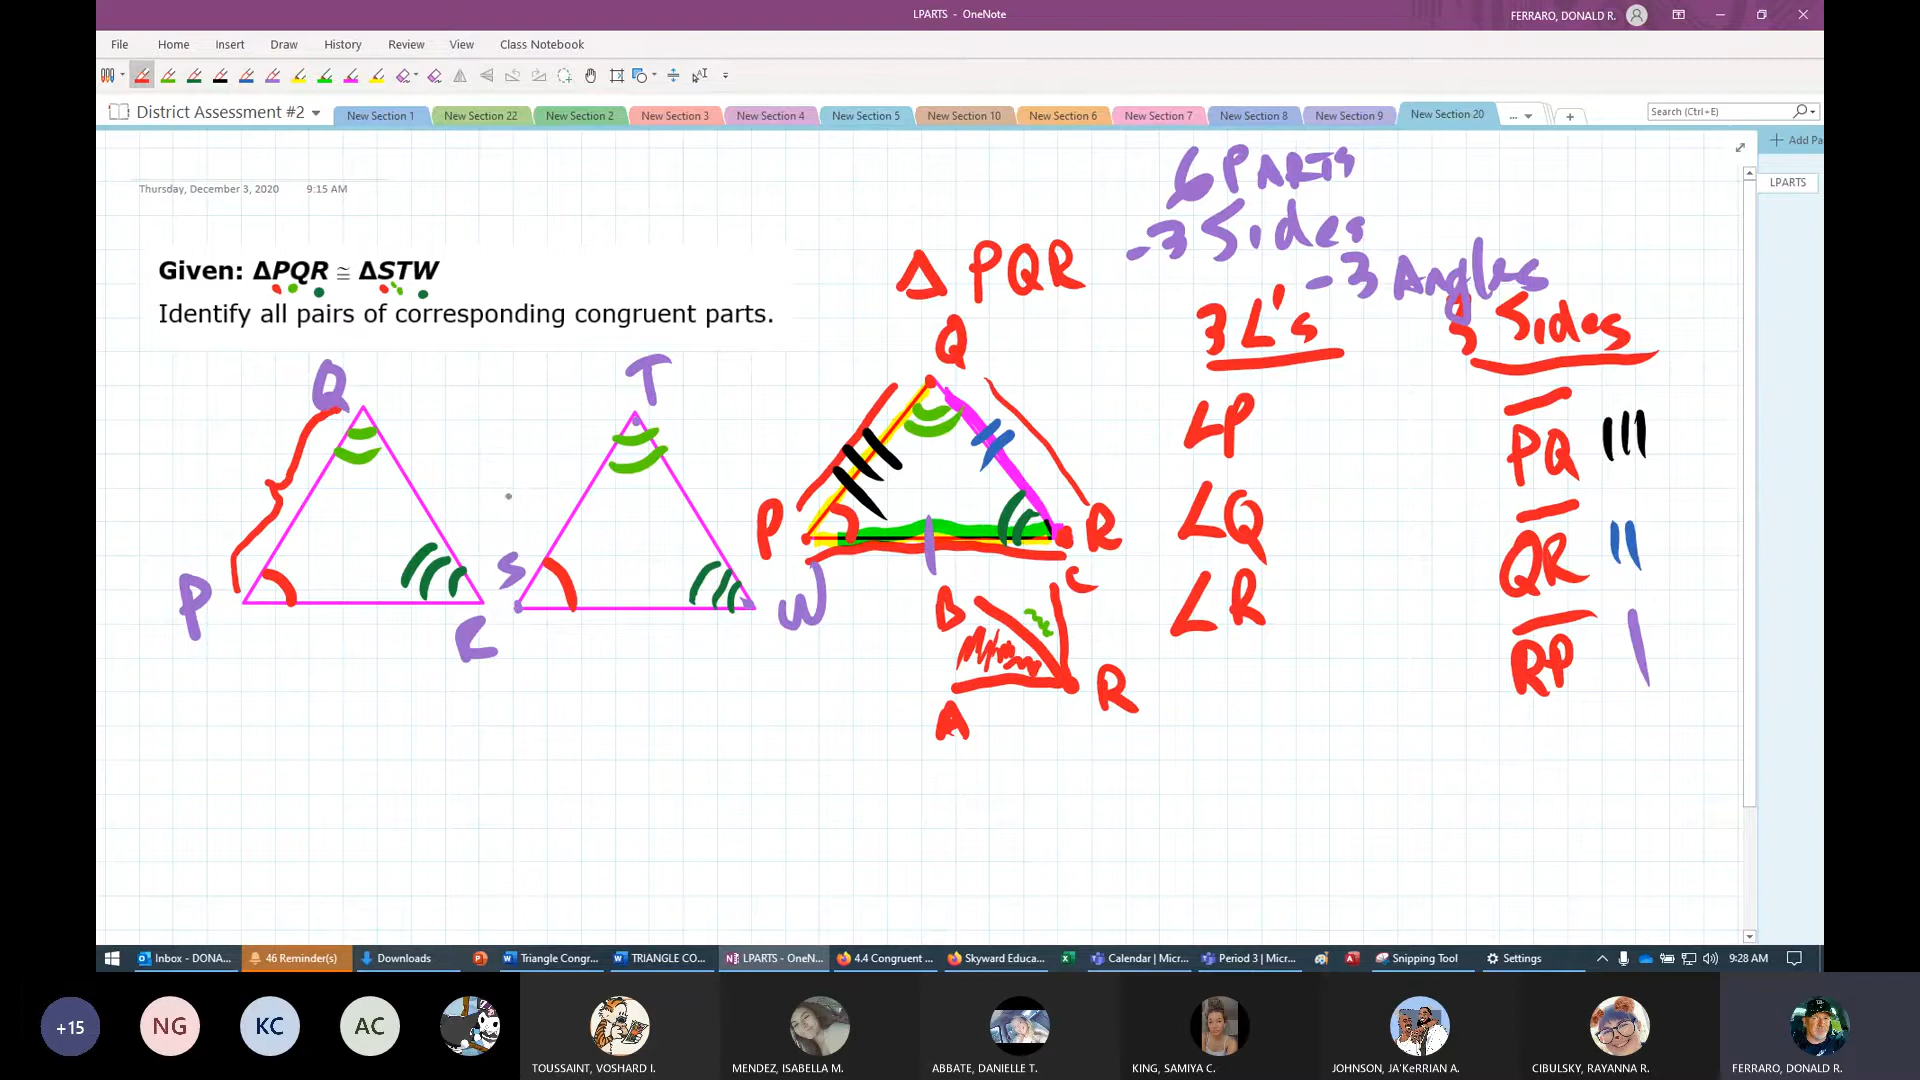 LPARTS - OneNote
FERRARO, DONALD R.
File Home Insert Draw History Review View Class Notebook
District Assessment #2
New Section 1 New Section 22 New Section 2 New Section 3 New Section 4 New Section 5 New Section 10 New Section 6 New Section 7 New Section 8 New Section 9 New Section 20 ...
Search (Ctrl+E)
Add Pa
LPARTS
Thursday, December 3, 2020 9:15 AM
6 PARTS
-3 Sides
-3 Angles
Given: ΔPQR ≅ ΔSTW
Identify all pairs of corresponding congruent parts.
Δ PQR
3 L's
3 Sides
Q
T
Q
P
R
S
W
P
R
∠P
∠Q
∠R
PQ
QR
RP
B
C
A
R
Inbox - DONA...
46 Reminder(s)
Downloads
Triangle Congr...
TRIANGLE CO...
LPARTS - OneN...
4.4 Congruent ...
Skyward Educa...
Calendar | Micr...
Period 3 | Micr...
Snipping Tool
Settings
9:28 AM
+15
NG
KC
AC
TOUSSAINT, VOSHARD I.
MENDEZ, ISABELLA M.
ABBATE, DANIELLE T.
KING, SAMIYA C.
JOHNSON, JA'KeRRIAN A.
CIBULSKY, RAYANNA R.
FERRARO, DONALD R.